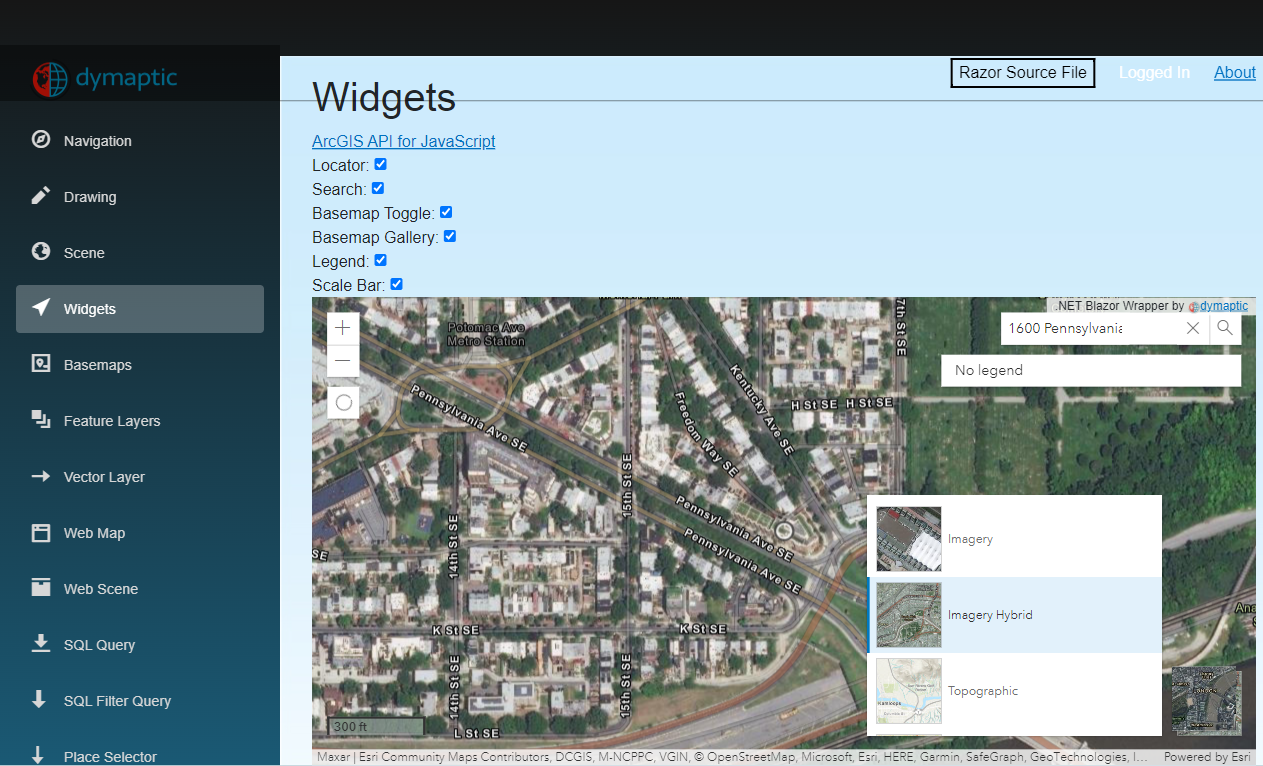 dymaptic
Navigation
Drawing
Scene
Widgets
Basemaps
Feature Layers
Vector Layer
Web Map
Web Scene
SQL Query
SQL Filter Query
Place Selector
Razor Source File
Logged In
About
Widgets
ArcGIS API for JavaScript
Locator:
Search:
Basemap Toggle:
Basemap Gallery:
Legend:
Scale Bar:
.NET Blazor Wrapper by dymaptic
1600 Pennsylvania
No legend
Potomac Ave
Metro Station
7th St SE
Pennsylvania Ave SE
Kentucky Ave SE
Freedom Way SE
H St SE
H St SE
15th St SE
14th St SE
Pennsylvania Ave SE
Pennsylvania Ave SE
SE
K St SE
K St SE
14th St SE
15th St SE
L St SE
Ana
Imagery
Imagery Hybrid
Topographic
Kamloops
300 ft
Maxar | Esri Community Maps Contributors, DCGIS, M-NCPPC, VGIN, © OpenStreetMap, Microsoft, Esri, HERE, Garmin, SafeGraph, GeoTechnologies, I...
Powered by Esri